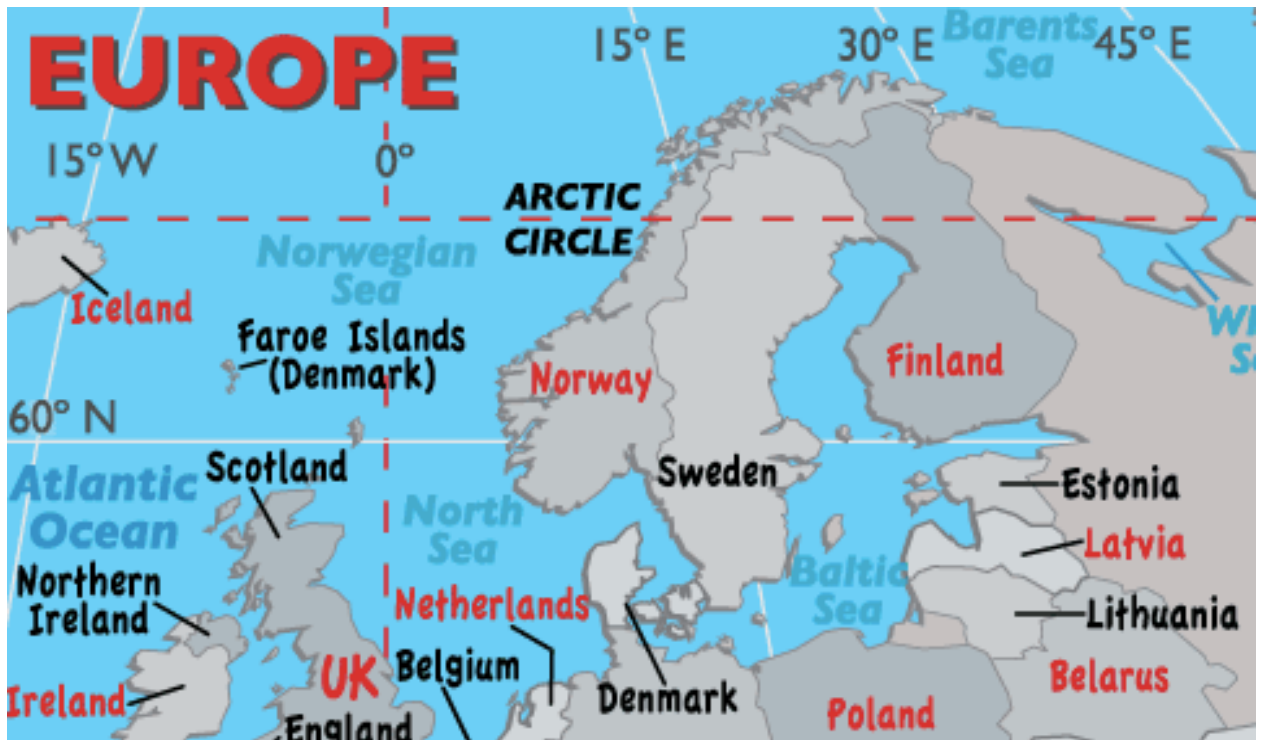 EUROPE
15° E
30° E
Barents
Sea
45° E
15° W
0°
ARCTIC
CIRCLE
Norwegian
Sea
Iceland
Faroe Islands
(Denmark)
Norway
Finland
60° N
Atlantic
Ocean
Scotland
Sweden
Estonia
North
Sea
Latvia
Baltic
Sea
Northern
Ireland
Netherlands
Lithuania
Ireland
UK
Belgium
Denmark
Belarus
Poland
England